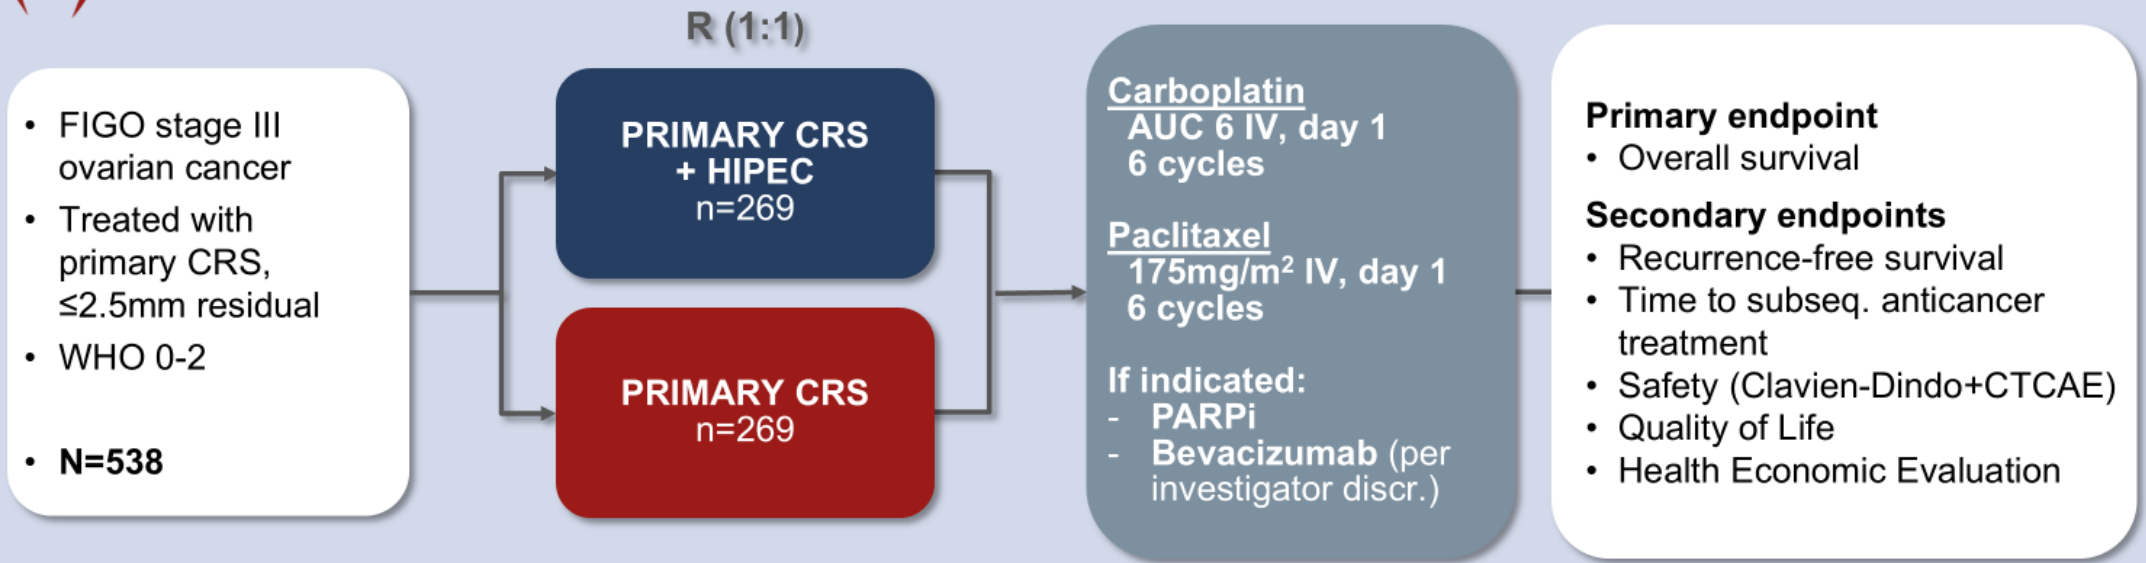 R (1:1)
• FIGO stage III
ovarian cancer
• Treated with
primary CRS,
≤2.5mm residual
• WHO 0-2
• N=538
PRIMARY CRS
+ HIPEC
n=269
PRIMARY CRS
n=269
Carboplatin
AUC 6 IV, day 1
6 cycles
Paclitaxel
175mg/m² IV, day 1
6 cycles
If indicated:
- PARPi
- Bevacizumab (per
investigator discr.)
Primary endpoint
• Overall survival
Secondary endpoints
• Recurrence-free survival
• Time to subseq. anticancer
treatment
• Safety (Clavien-Dindo+CTCAE)
• Quality of Life
• Health Economic Evaluation